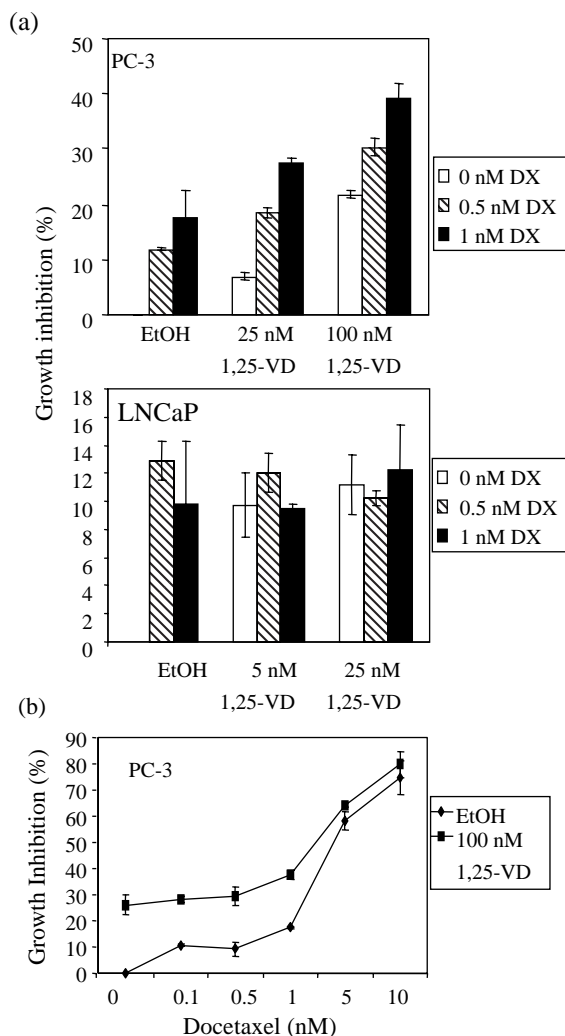 (a)
PC-3
50
40
30
20
10
0
Growth inhibition (%)
EtOH 25 nM 100 nM
1,25-VD 1,25-VD
0 nM DX
0.5 nM DX
1 nM DX
LNCaP
18
16
14
12
10
8
6
4
2
0
EtOH 5 nM 25 nM
1,25-VD 1,25-VD
0 nM DX
0.5 nM DX
1 nM DX
(b)
PC-3
90
80
70
60
50
40
30
20
10
0
Growth Inhibition (%)
0 0.1 0.5 1 5 10
Docetaxel (nM)
EtOH
100 nM
1,25-VD